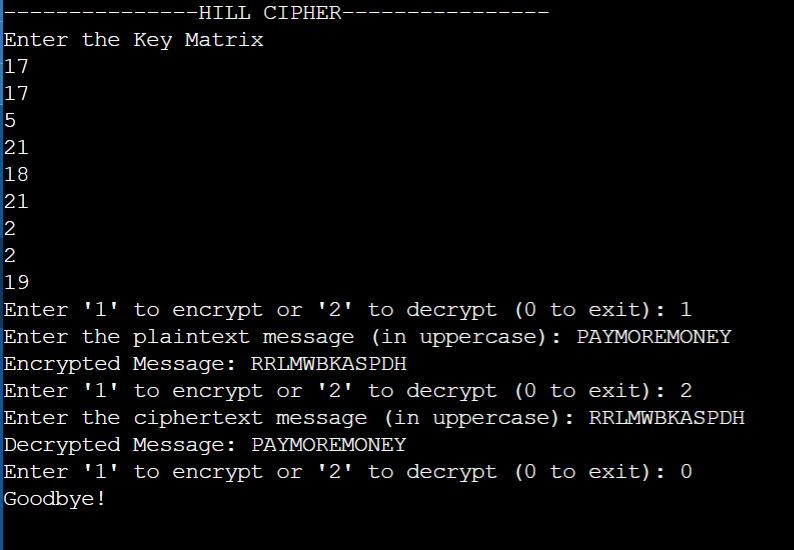 ---------------HILL CIPHER----------------
Enter the Key Matrix
17
17
5
21
18
21
2
2
19
Enter '1' to encrypt or '2' to decrypt (0 to exit): 1
Enter the plaintext message (in uppercase): PAYMOREMONEY
Encrypted Message: RRLMWBKASPDH
Enter '1' to encrypt or '2' to decrypt (0 to exit): 2
Enter the ciphertext message (in uppercase): RRLMWBKASPDH
Decrypted Message: PAYMOREMONEY
Enter '1' to encrypt or '2' to decrypt (0 to exit): 0
Goodbye!